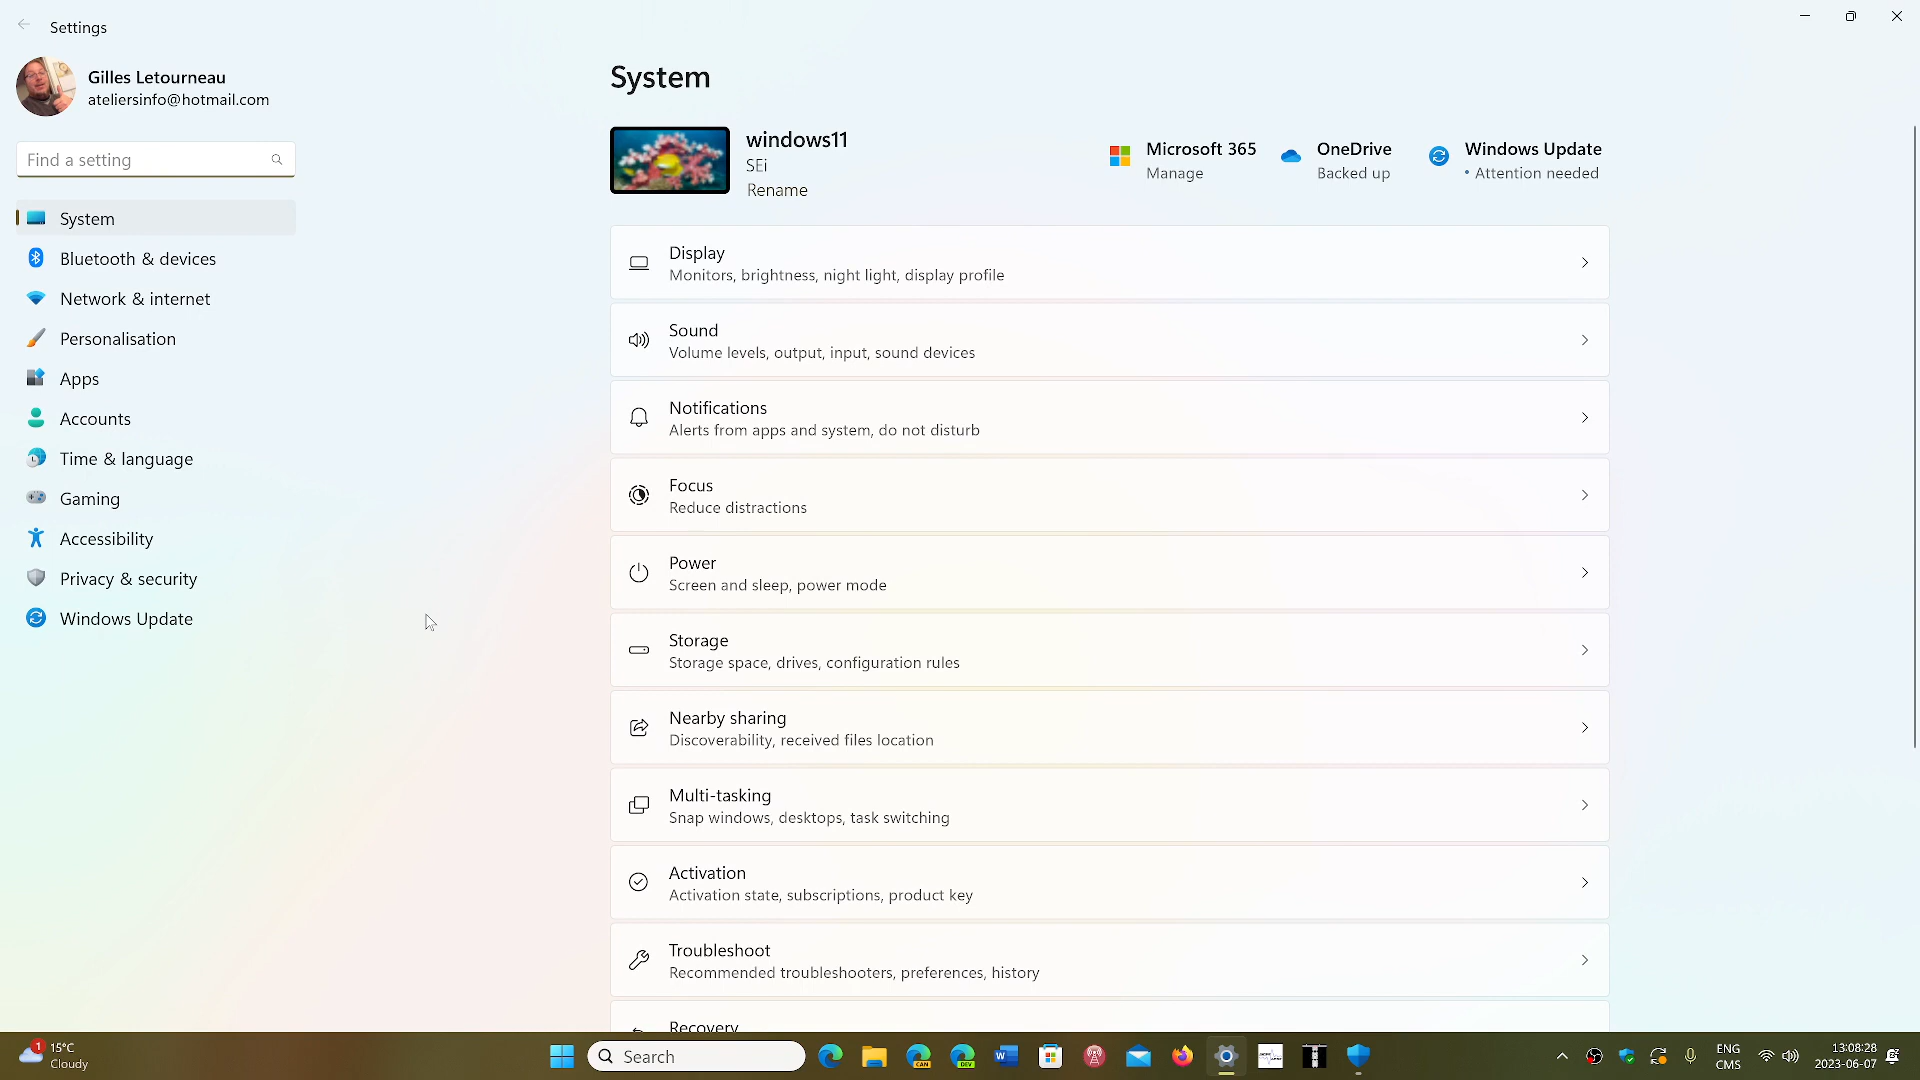 Settings
Gilles Letourneau
ateliersinfo@hotmail.com
Find a setting
System
Bluetooth & devices
Network & internet
Personalisation
Apps
Accounts
Time & language
Gaming
Accessibility
Privacy & security
Windows Update
System
windows11
SEi
Rename
Microsoft 365
Manage
OneDrive
Backed up
Windows Update
• Attention needed
Display
Monitors, brightness, night light, display profile
Sound
Volume levels, output, input, sound devices
Notifications
Alerts from apps and system, do not disturb
Focus
Reduce distractions
Power
Screen and sleep, power mode
Storage
Storage space, drives, configuration rules
Nearby sharing
Discoverability, received files location
Multi-tasking
Snap windows, desktops, task switching
Activation
Activation state, subscriptions, product key
Troubleshoot
Recommended troubleshooters, preferences, history
Recovery
1
15°C
Cloudy
Search
CAN
DEV
W
ENG
CMS
13:08:28
2023-06-07